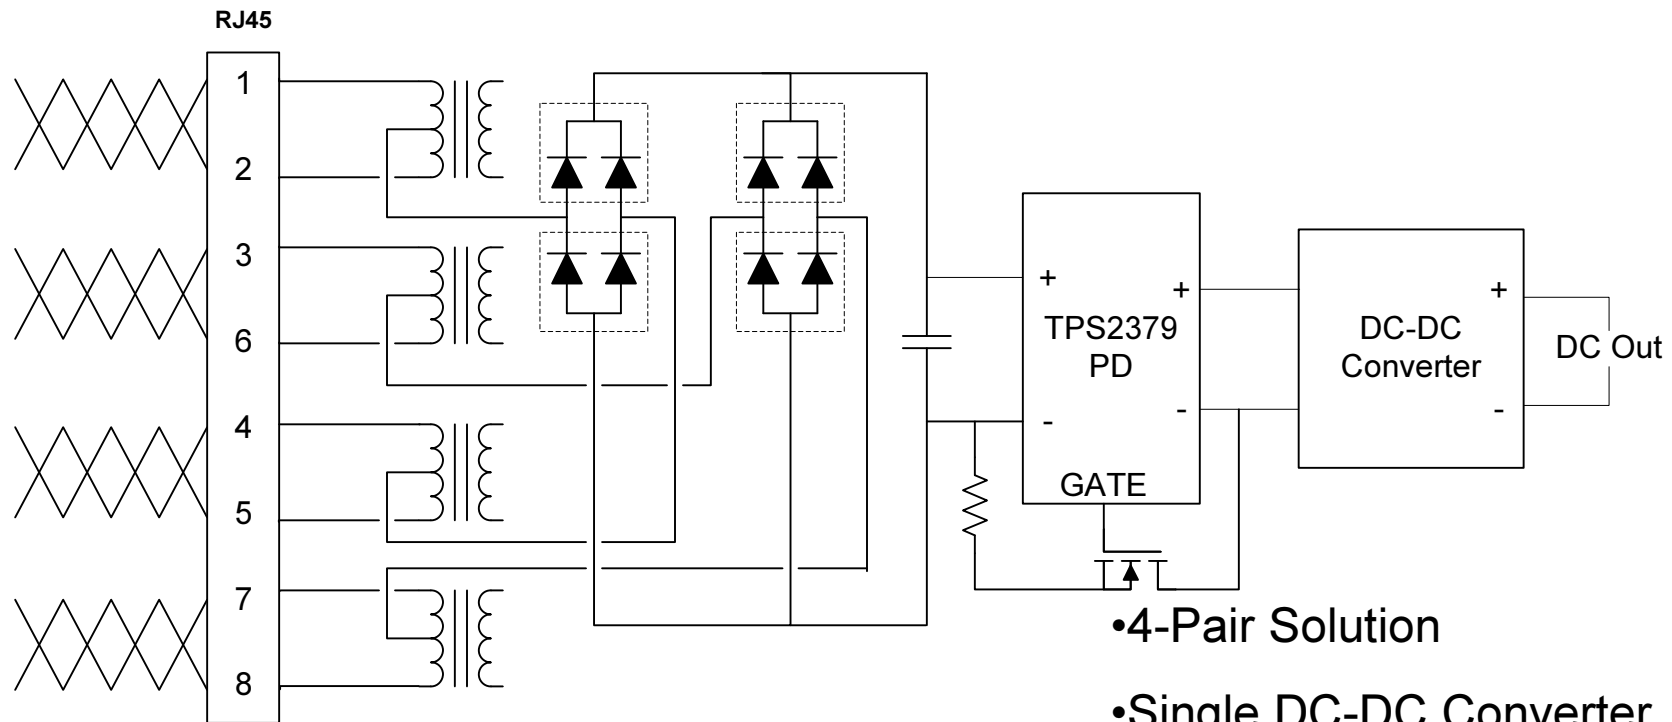 RJ45
1
2
3
6
4
5
7
8
+
-
TPS2379
PD
+
-
GATE
DC-DC
Converter
+
-
DC Out
•4-Pair Solution
•Single DC-DC Converter